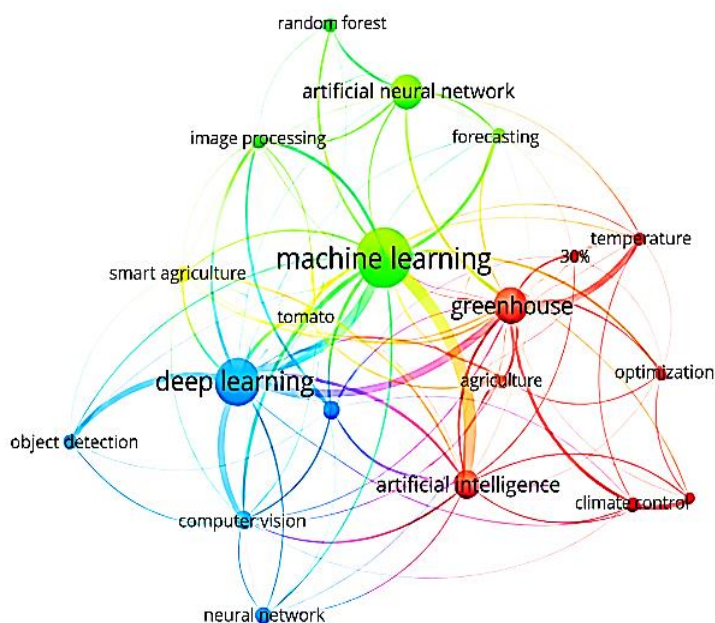 random forest
artificial neural network
image processing
forecasting
temperature
machine learning
30%
smart agriculture
greenhouse
tomato
deep learning
agriculture
optimization
object detection
artificial intelligence
climate control
computer vision
neural network